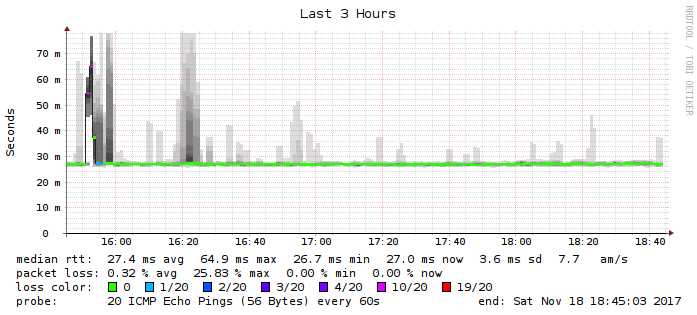 Last 3 Hours
RRDTOOL / TOBI OETIKER
Seconds
70 m
60 m
50 m
40 m
30 m
20 m
10 m
0
16:00 16:20 16:40 17:00 17:20 17:40 18:00 18:20 18:40
median rtt: 27.4 ms avg 64.9 ms max 26.7 ms min 27.0 ms now 3.6 ms sd 7.7 am/s
packet loss: 0.32 % avg 25.83 % max 0.00 % min 0.00 % now
loss color: 0 1/20 2/20 3/20 4/20 10/20 19/20
probe: 20 ICMP Echo Pings (56 Bytes) every 60s end: Sat Nov 18 18:45:03 2017